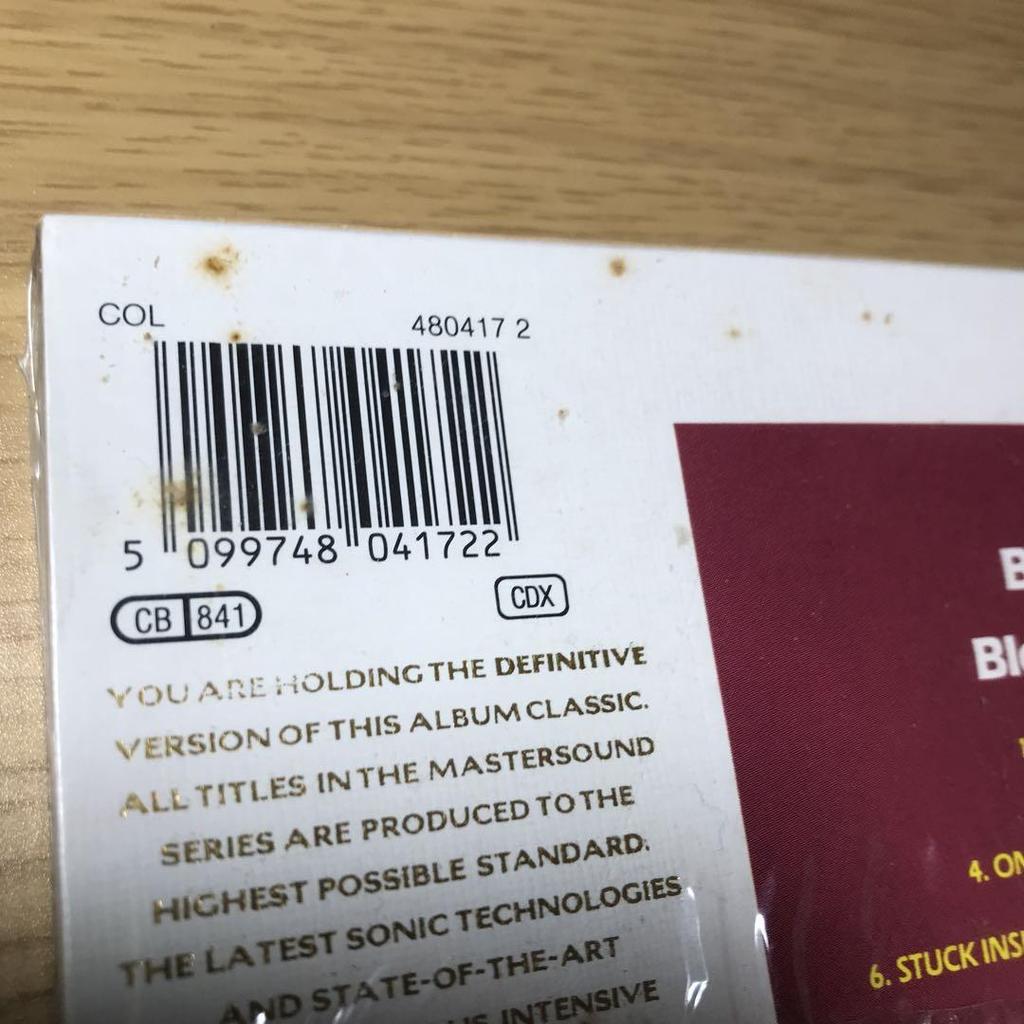 COL 480417 2
5 099748 041722
CB 841 CDX
YOU ARE HOLDING THE DEFINITIVE
VERSION OF THIS ALBUM CLASSIC.
ALL TITLES IN THE MASTERSOUND
SERIES ARE PRODUCED TO THE
HIGHEST POSSIBLE STANDARD.
THE LATEST SONIC TECHNOLOGIES
AND STATE-OF-THE-ART
INTENSIVE
B
Bl
4. ON
6. STUCK INS